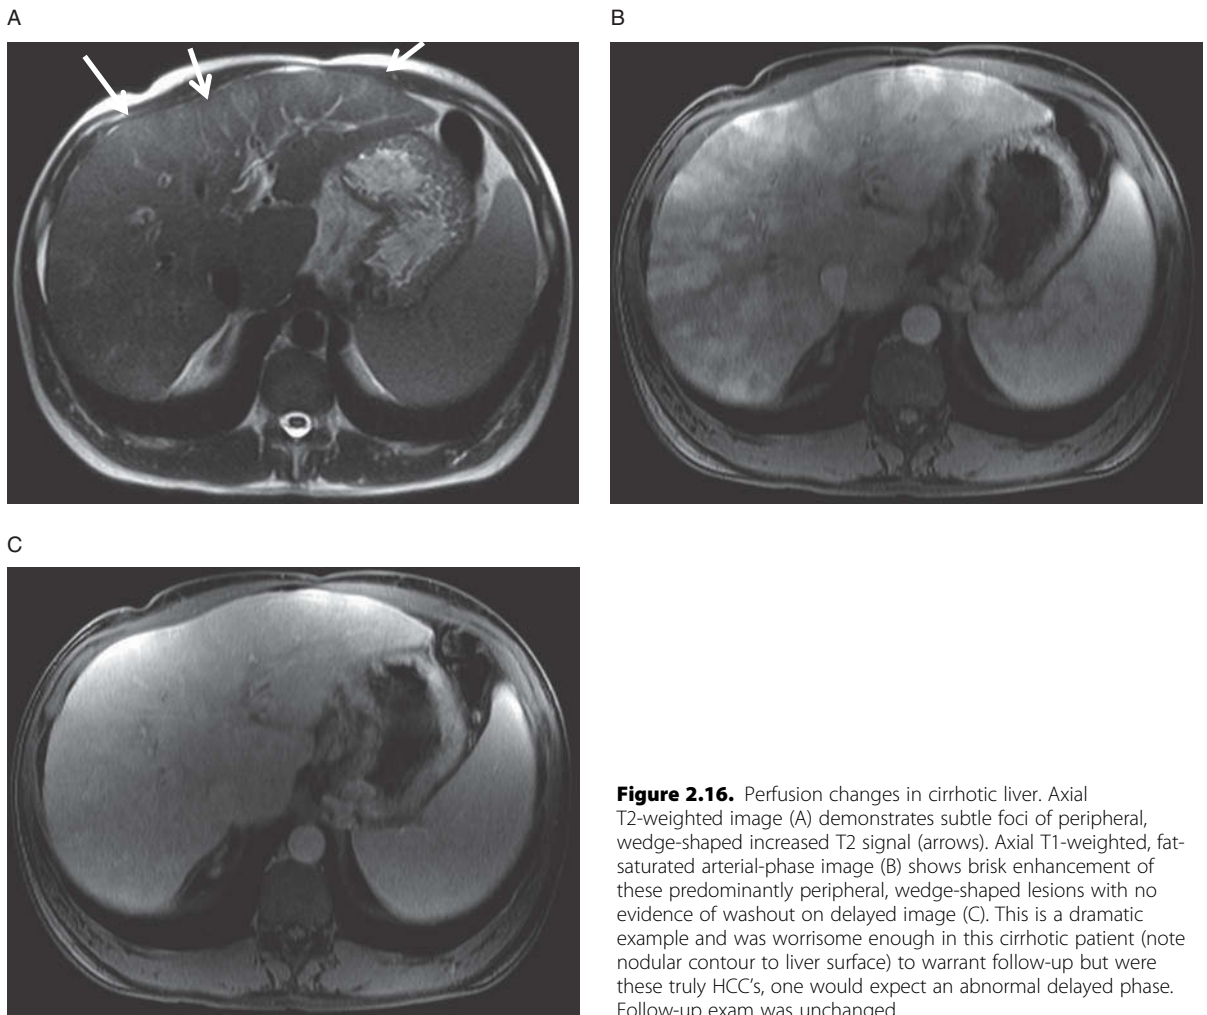 A
B
C
Figure 2.16. Perfusion changes in cirrhotic liver. Axial
T2-weighted image (A) demonstrates subtle foci of peripheral,
wedge-shaped increased T2 signal (arrows). Axial T1-weighted, fat-
saturated arterial-phase image (B) shows brisk enhancement of
these predominantly peripheral, wedge-shaped lesions with no
evidence of washout on delayed image (C). This is a dramatic
example and was worrisome enough in this cirrhotic patient (note
nodular contour to liver surface) to warrant follow-up but were
these truly HCC's, one would expect an abnormal delayed phase.
Follow-up exam was unchanged